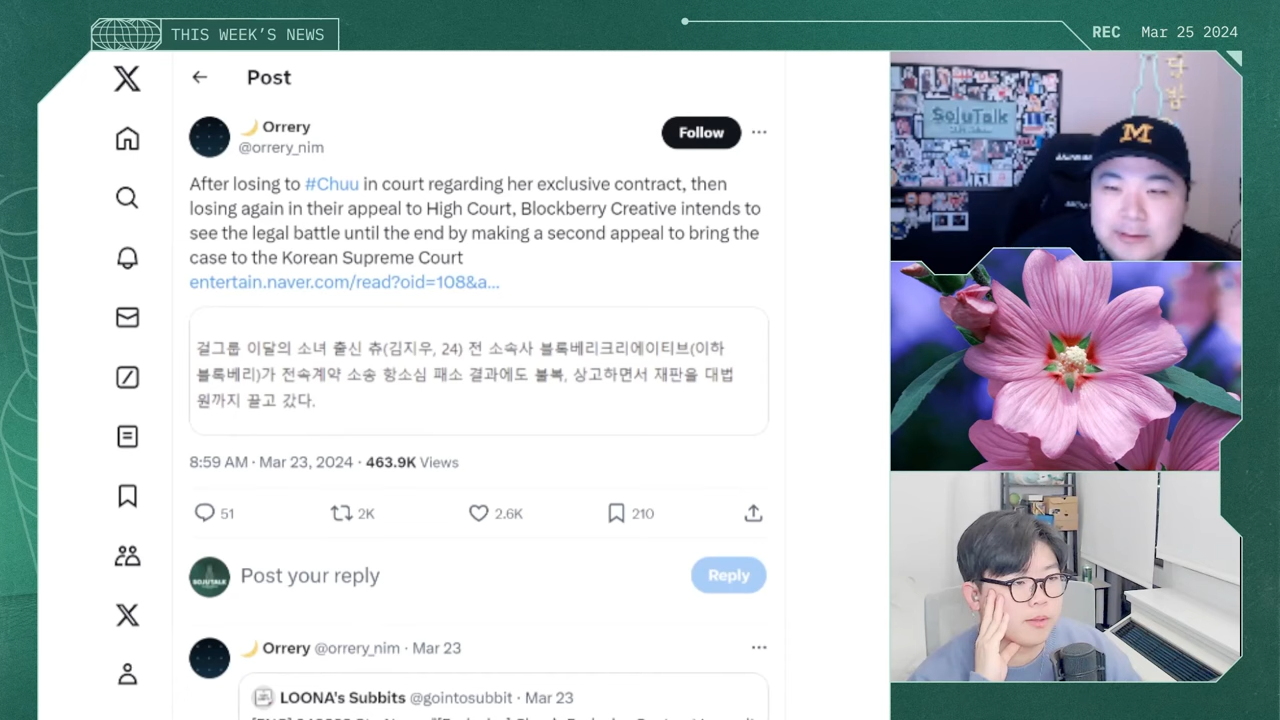 THIS WEEK'S NEWS
REC Mar 25 2024
Post
🌙 Orrery
@orrery_nim
Follow
After losing to #Chuu in court regarding her exclusive contract, then
losing again in their appeal to High Court, Blockberry Creative intends to
see the legal battle until the end by making a second appeal to bring the
case to the Korean Supreme Court
entertain.naver.com/read?oid=108&a...
걸그룹 이달의 소녀 출신 츄(김지우, 24) 전 소속사 블록베리크리에이티브(이하
블록베리)가 전속계약 소송 항소심 패소 결과에도 불복, 상고하면서 재판을 대법
원까지 끌고 갔다.
8:59 AM · Mar 23, 2024 · 463.9K Views
51 2K 2.6K 210
SOJUTALK
Post your reply
Reply
🌙 Orrery @orrery_nim · Mar 23
LOONA's Subbits @gointosubbit · Mar 23
SoJuTalk
단밤
M